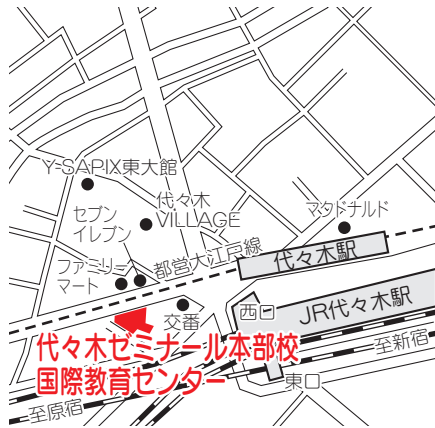 Y-SAPIX東大館
代々木
VILLAGE
セブン
イレブン
マクドナルド
都営大江戸線
代々木駅
ファミリー
マート
交番
西口
JR代々木駅
代々木ゼミナール本部校
国際教育センター
至新宿
東口
至原宿